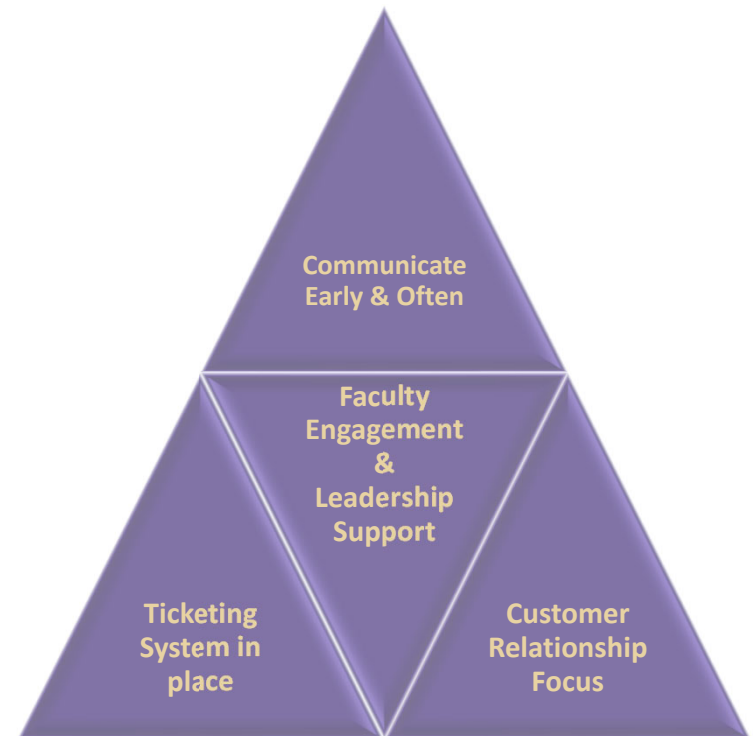 Communicate
Early & Often
Faculty
Engagement
&
Leadership
Support
Ticketing
System in
place
Customer
Relationship
Focus